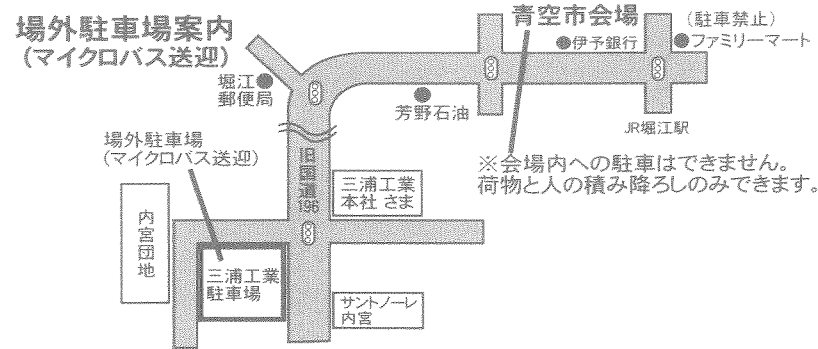 場外駐車場案内
(マイクロバス送迎)
青空市会場
(駐車禁止)
●伊予銀行
●ファミリーマート
堀江●
郵便局
芳野石油
JR堀江駅
場外駐車場
(マイクロバス送迎)
旧国道196
※会場内への駐車はできません。
荷物と人の積み降ろしのみできます。
三浦工業
本社 さま
内宮団地
三浦工業
駐車場
サントノーレ
内宮